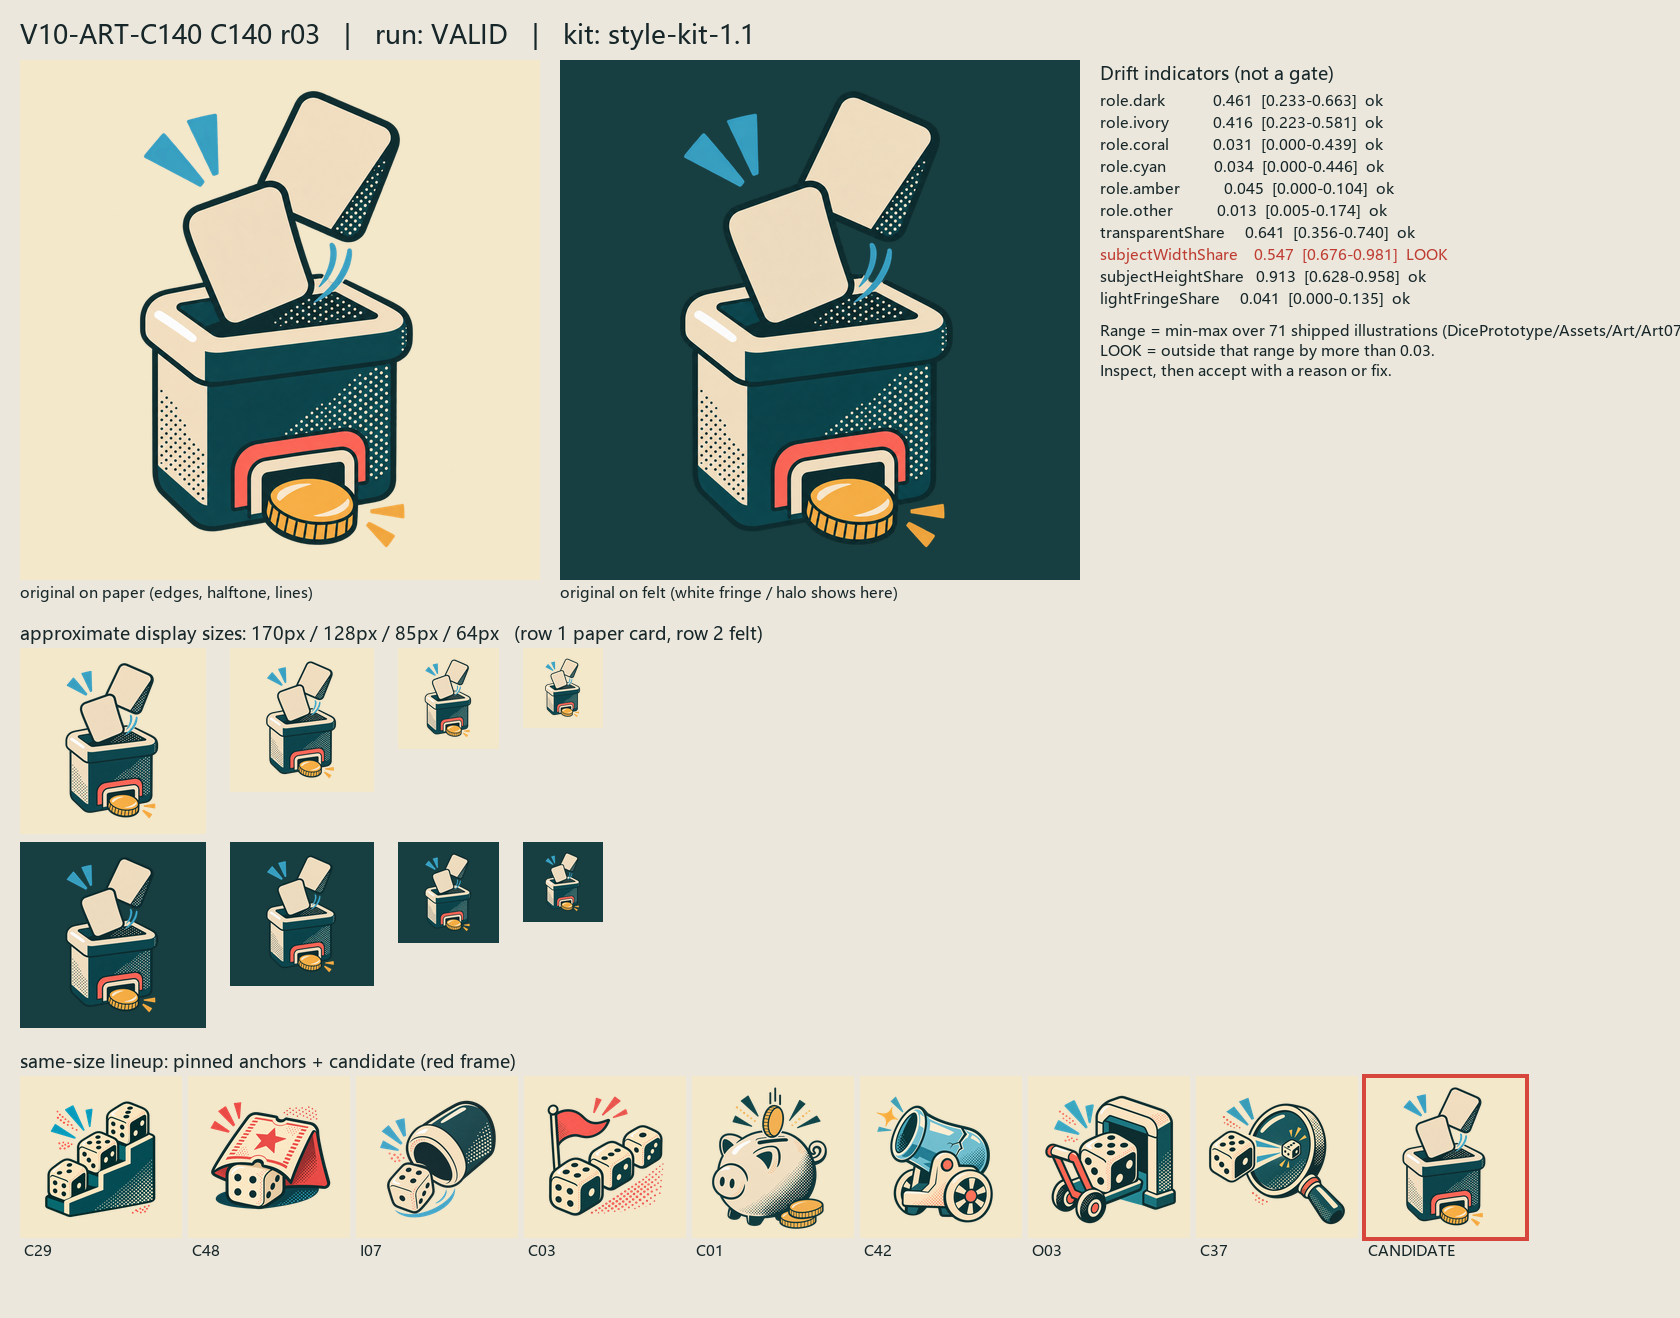 V10-ART-C140 C140 r03 | run: VALID | kit: style-kit-1.1
Drift indicators (not a gate)
role.dark 0.461 [0.233-0.663] ok
role.ivory 0.416 [0.223-0.581] ok
role.coral 0.031 [0.000-0.439] ok
role.cyan 0.034 [0.000-0.446] ok
role.amber 0.045 [0.000-0.104] ok
role.other 0.013 [0.005-0.174] ok
transparentShare 0.641 [0.356-0.740] ok
subjectWidthShare 0.547 [0.676-0.981] LOOK
subjectHeightShare 0.913 [0.628-0.958] ok
lightFringeShare 0.041 [0.000-0.135] ok
Range = min-max over 71 shipped illustrations (DicePrototype/Assets/Art/Art07
LOOK = outside that range by more than 0.03.
Inspect, then accept with a reason or fix.
original on paper (edges, halftone, lines)
original on felt (white fringe / halo shows here)
approximate display sizes: 170px / 128px / 85px / 64px (row 1 paper card, row 2 felt)
same-size lineup: pinned anchors + candidate (red frame)
C29
C48
I07
C03
C01
C42
O03
C37
CANDIDATE